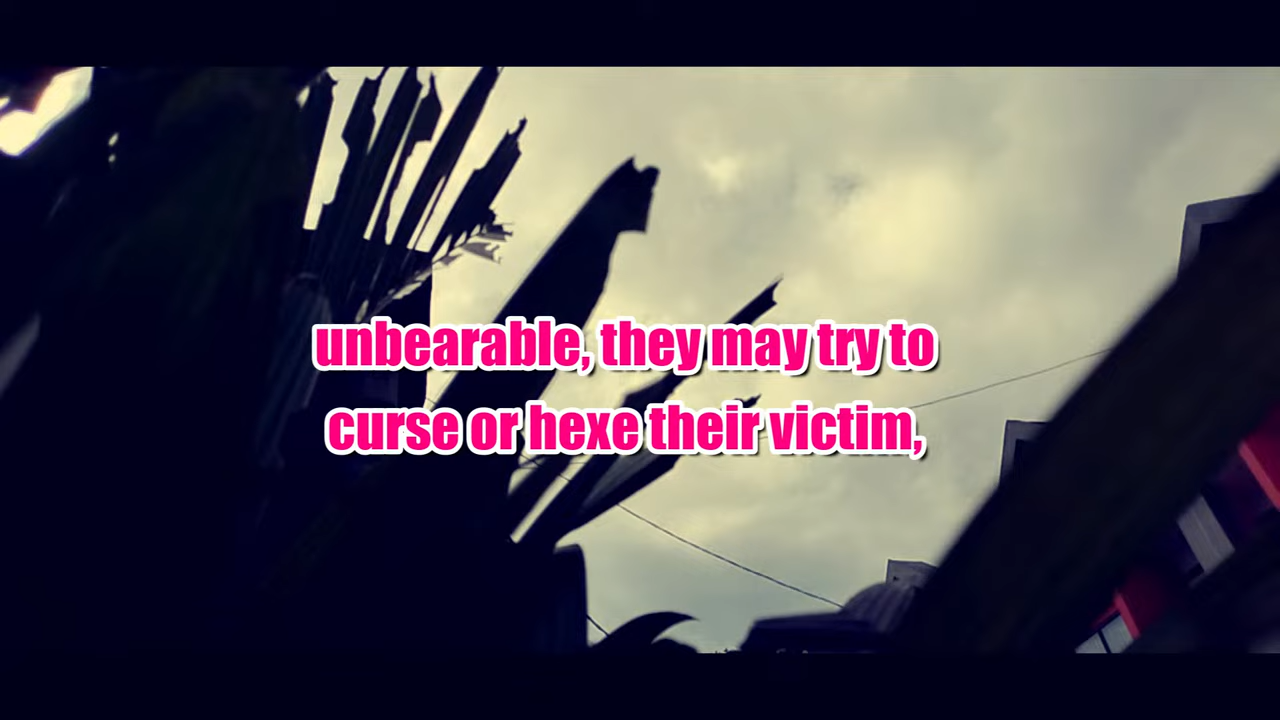 unbearable, they may try to
curse or hexe their victim,